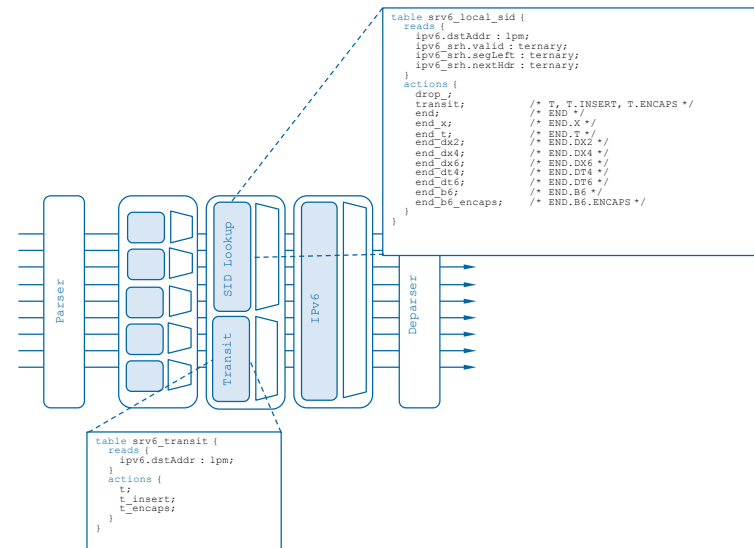 table srv6_local_sid {
reads {
ipv6.dstAddr : lpm;
ipv6_srh.valid : ternary;
ipv6_srh.segLeft : ternary;
ipv6_srh.nextHdr : ternary;
}
actions {
drop_;
transit; /* T, T.INSERT, T.ENCAPS */
end; /* END */
end_x; /* END.X */
end_t; /* END.T */
end_dx2; /* END.DX2 */
end_dx4; /* END.DX4 */
end_dx6; /* END.DX6 */
end_dt4; /* END.DT4 */
end_dt6; /* END.DT6 */
end_b6; /* END.B6 */
end_b6_encaps; /* END.B6.ENCAPS */
}
}
Parser
SID Lookup
Transit
IPv6
Deparser
table srv6_transit {
reads {
ipv6.dstAddr : lpm;
}
actions {
t;
t_insert;
t_encaps;
}
}